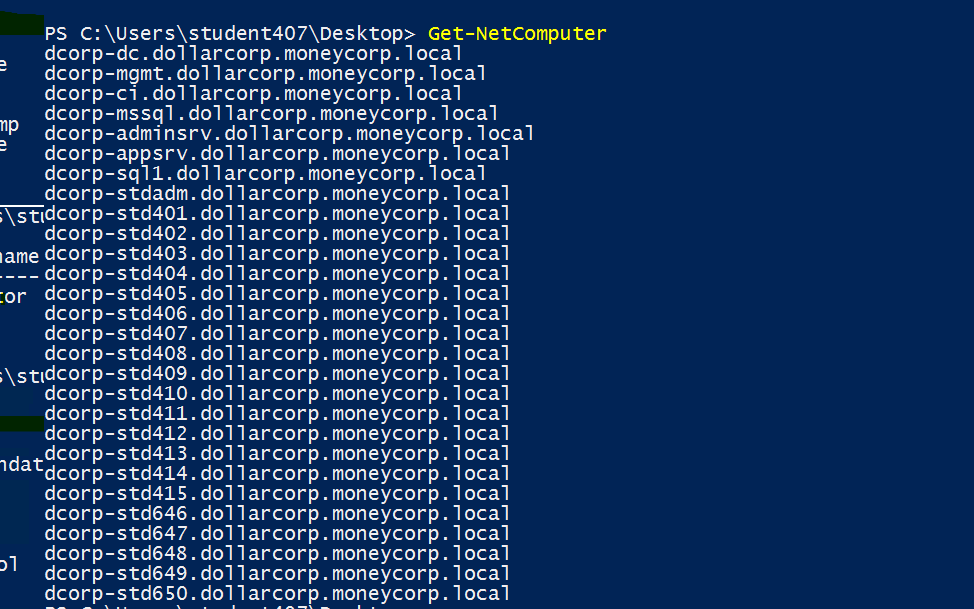 PS C:\Users\student407\Desktop> Get-NetComputer
dcorp-dc.dollarcorp.moneycorp.local
dcorp-mgmt.dollarcorp.moneycorp.local
dcorp-ci.dollarcorp.moneycorp.local
dcorp-mssql.dollarcorp.moneycorp.local
dcorp-adminsrv.dollarcorp.moneycorp.local
dcorp-appsrv.dollarcorp.moneycorp.local
dcorp-sql1.dollarcorp.moneycorp.local
dcorp-stdadm.dollarcorp.moneycorp.local
dcorp-std401.dollarcorp.moneycorp.local
dcorp-std402.dollarcorp.moneycorp.local
dcorp-std403.dollarcorp.moneycorp.local
dcorp-std404.dollarcorp.moneycorp.local
dcorp-std405.dollarcorp.moneycorp.local
dcorp-std406.dollarcorp.moneycorp.local
dcorp-std407.dollarcorp.moneycorp.local
dcorp-std408.dollarcorp.moneycorp.local
dcorp-std409.dollarcorp.moneycorp.local
dcorp-std410.dollarcorp.moneycorp.local
dcorp-std411.dollarcorp.moneycorp.local
dcorp-std412.dollarcorp.moneycorp.local
dcorp-std413.dollarcorp.moneycorp.local
dcorp-std414.dollarcorp.moneycorp.local
dcorp-std415.dollarcorp.moneycorp.local
dcorp-std646.dollarcorp.moneycorp.local
dcorp-std647.dollarcorp.moneycorp.local
dcorp-std648.dollarcorp.moneycorp.local
dcorp-std649.dollarcorp.moneycorp.local
dcorp-std650.dollarcorp.moneycorp.local